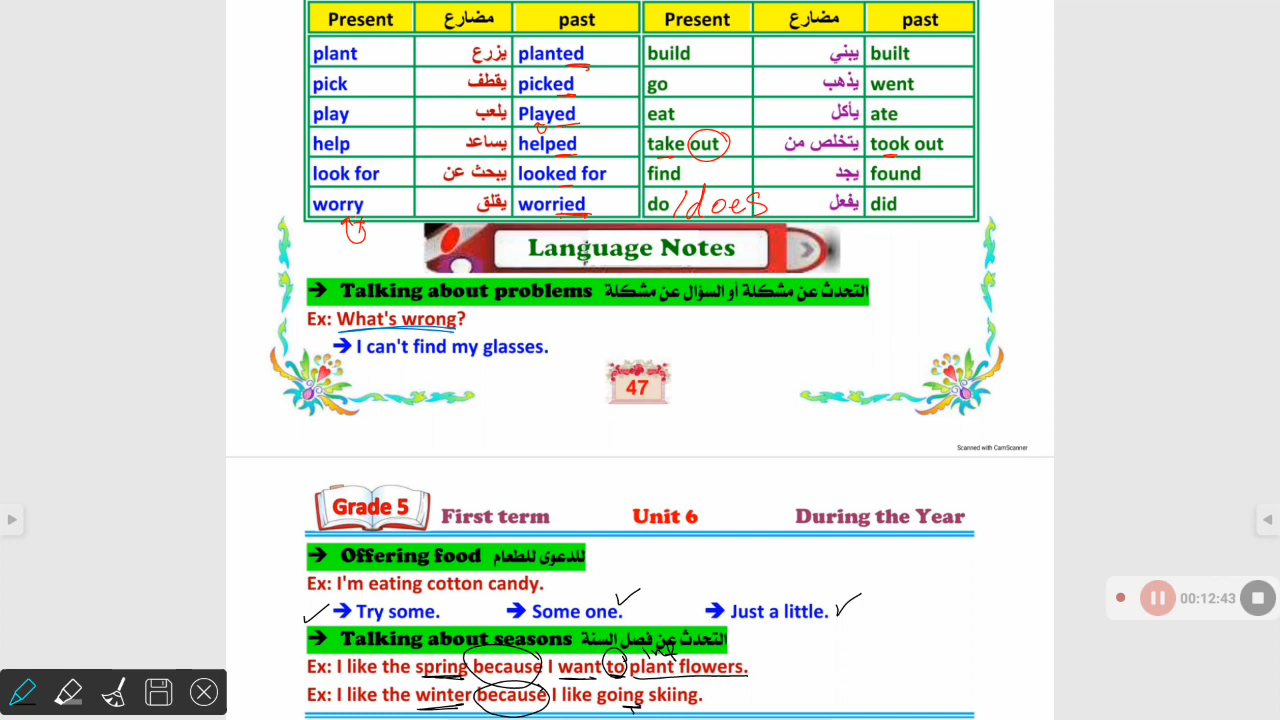 Present مضارع past Present مضارع past
plant يزرع planted build يبني built
pick يقطف picked go يذهب went
play يلعب Played eat يأكل ate
help يساعد helped take out يتخلص من took out
look for يبحث عن looked for find يجد found
worry يقلق worried do /does يفعل did
Language Notes
→ Talking about problems التحدث عن مشكلة أو السؤال عن مشكلة
Ex: What's wrong?
→ I can't find my glasses.
47
Scanned with CamScanner
Grade 5 First term Unit 6 During the Year
→ Offering food للدعوى للطعام
Ex: I'm eating cotton candy.
→ Try some. → Some one. → Just a little.
→ Talking about seasons التحدث عن فصل السنة
inf
Ex: I like the spring because I want to plant flowers.
Ex: I like the winter because I like going skiing.
00:12:43